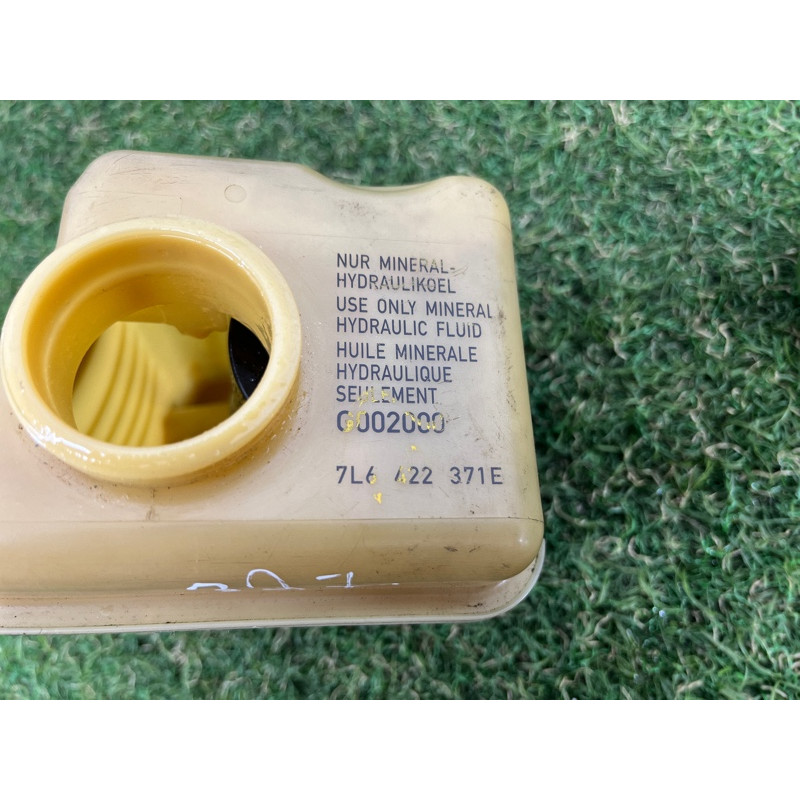 NUR MINERAL-
HYDRAULIKOEL
USE ONLY MINERAL
HYDRAULIC FLUID
HUILE MINERALE
HYDRAULIQUE
SEULEMENT
G002000
7L6 422 371E